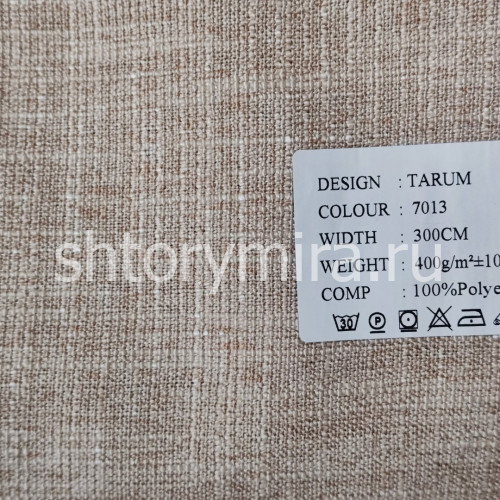 DESIGN : TARUM
COLOUR : 7013
WIDTH : 300CM
shtorymira.ru
WEIGHT : 400g/m²±10
COMP : 100%Polye
30 P